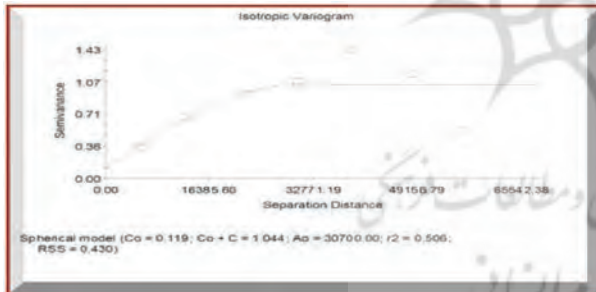 Isotropic Variogram
1.43
1.07
0.71
0.36
0.00
Semivariance
0.00 16385.60 32771.19 49156.79 65542.38
Separation Distance
Spherical model (Co = 0.119; Co + C = 1.044; Ao = 30700.00; r2 = 0.506;
RSS = 0.430)